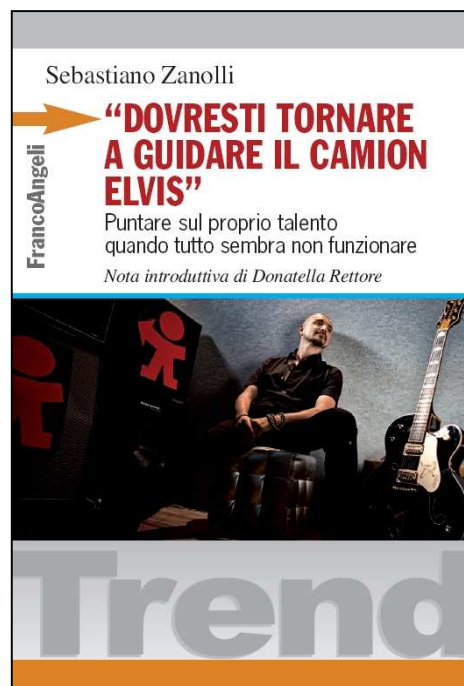 Sebastiano Zanolli
“DOVRESTI TORNARE
A GUIDARE IL CAMION
ELVIS”
Puntare sul proprio talento
quando tutto sembra non funzionare
Nota introduttiva di Donatella Rettore
FrancoAngeli
Trend